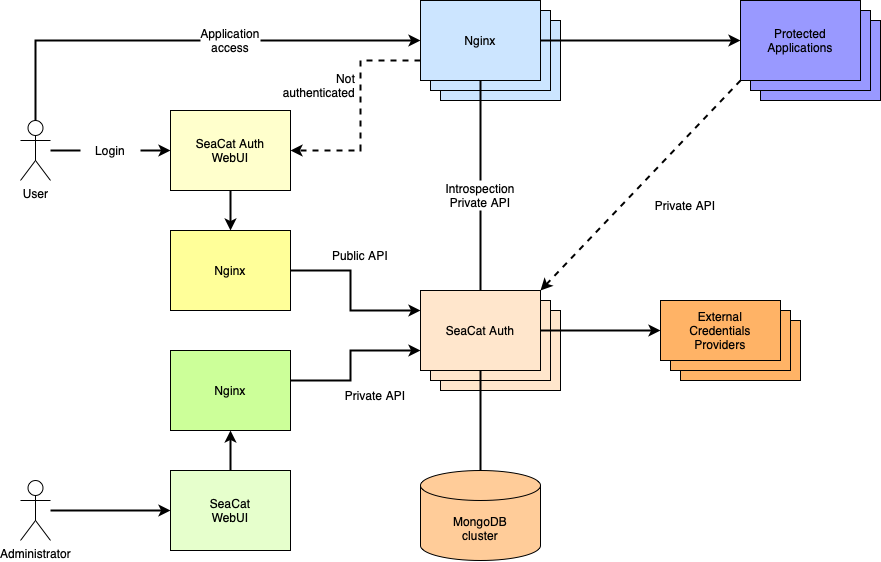 Application
access
Nginx
Protected
Applications
Not
authenticated
SeaCat Auth
WebUI
Login
User
Introspection
Private API
Private API
Nginx
Public API
SeaCat Auth
External
Credentials
Providers
Nginx
Private API
SeaCat
WebUI
Administrator
MongoDB
cluster